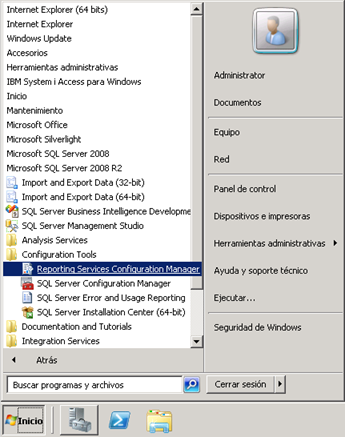 Internet Explorer (64 bits)
Internet Explorer
Windows Update
Accesorios
Herramientas administrativas
IBM System i Access para Windows
Inicio
Mantenimiento
Microsoft Office
Microsoft Silverlight
Microsoft SQL Server 2008
Microsoft SQL Server 2008 R2
Import and Export Data (32-bit)
Import and Export Data (64-bit)
SQL Server Business Intelligence Developme
SQL Server Management Studio
Analysis Services
Configuration Tools
Reporting Services Configuration Manager
SQL Server Configuration Manager
SQL Server Error and Usage Reporting
SQL Server Installation Center (64-bit)
Documentation and Tutorials
Integration Services
Atrás
Buscar programas y archivos
Administrator
Documentos
Equipo
Red
Panel de control
Dispositivos e impresoras
Herramientas administrativas
Ayuda y soporte técnico
Ejecutar...
Seguridad de Windows
Cerrar sesión
Inicio